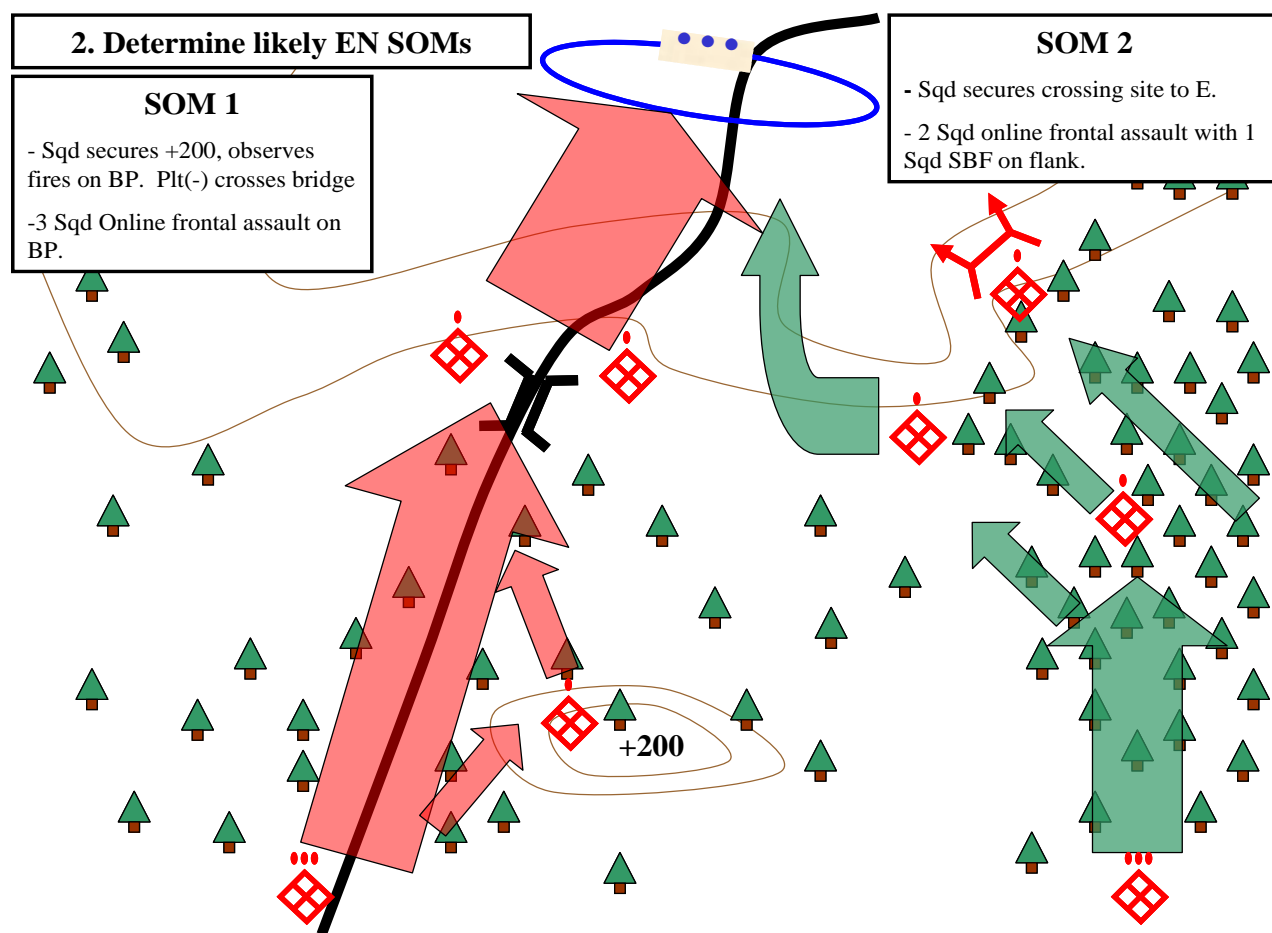 2. Determine likely EN SOMs
SOM 1
- Sqd secures +200, observes
fires on BP.  Plt(-) crosses bridge
-3 Sqd Online frontal assault on
BP.
SOM 2
- Sqd secures crossing site to E.
- 2 Sqd online frontal assault with 1
Sqd SBF on flank.
+200